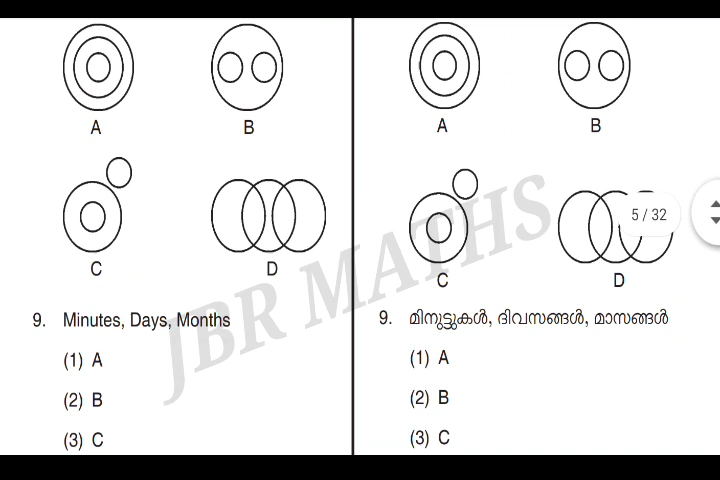 A
B
C
D
9. Minutes, Days, Months
(1) A
(2) B
(3) C
A
B
5 / 32
C
D
9. മിനുട്ടുകൾ, ദിവസങ്ങൾ, മാസങ്ങൾ
(1) A
(2) B
(3) C
JBR MATHS